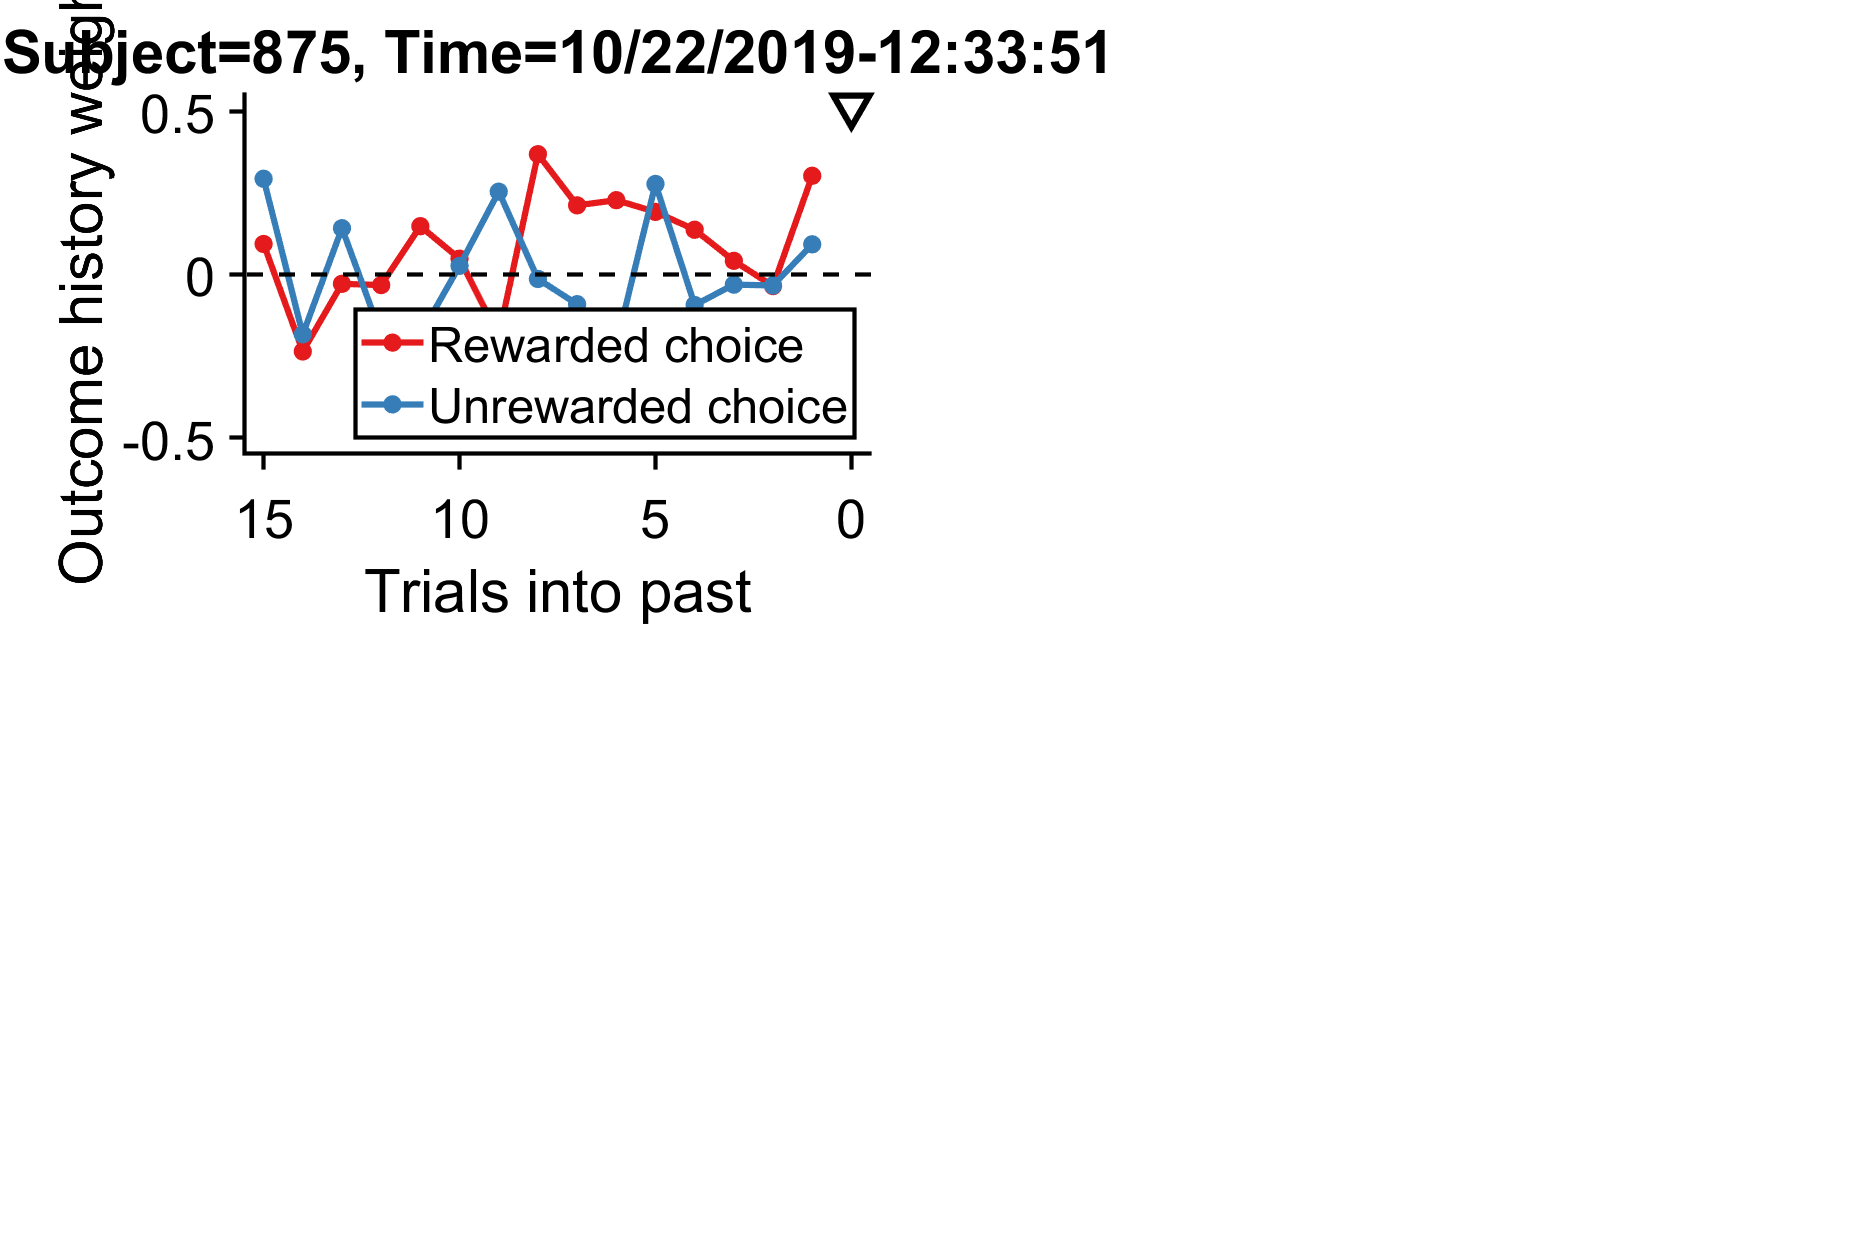 Subject=875, Time=10/22/2019-12:33:51
Outcome history
0.5
0
-0.5
Rewarded choice
Unrewarded choice
15 10 5 0
Trials into past